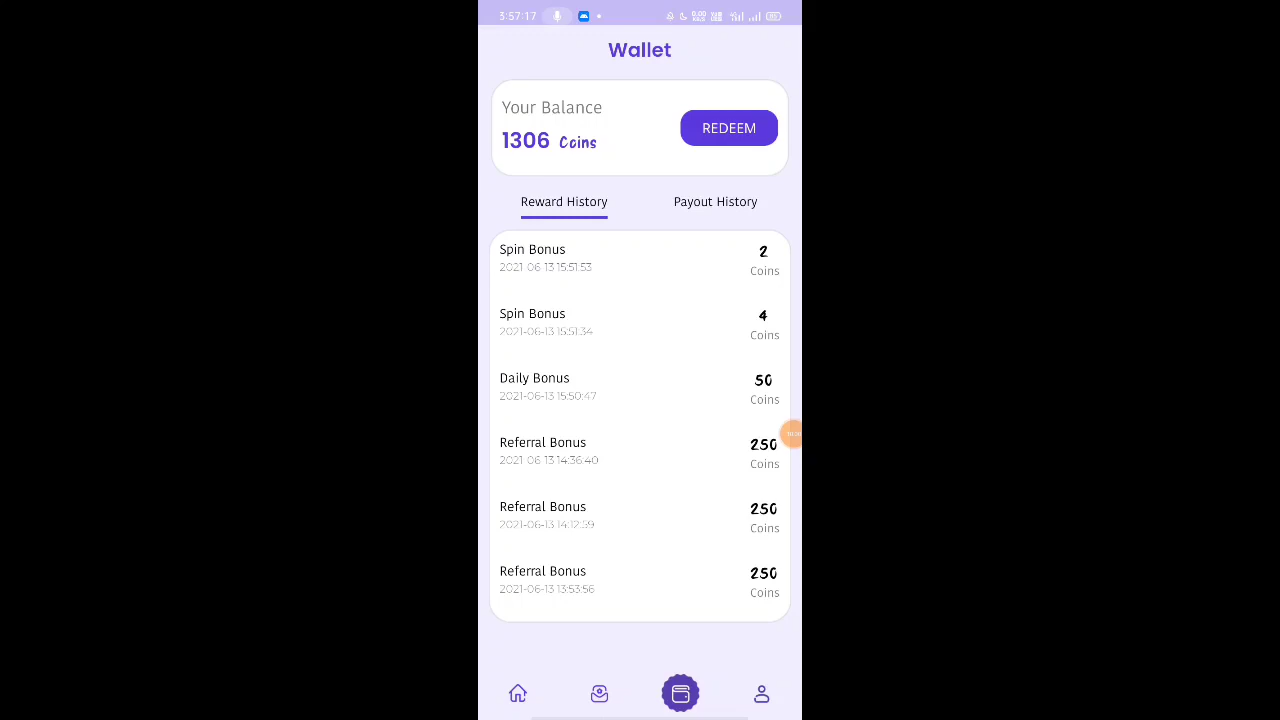 3:57:17
0.00
Wallet
Your Balance
1306 Coins
REDEEM
Reward History
Payout History
Spin Bonus
2
2021-06-13 15:51:53
Coins
Spin Bonus
4
2021-06-13 15:51:34
Coins
Daily Bonus
50
2021-06-13 15:50:47
Coins
Referral Bonus
250
2021-06-13 14:36:40
Coins
Referral Bonus
250
2021-06-13 14:12:59
Coins
Referral Bonus
250
2021-06-13 13:53:56
Coins